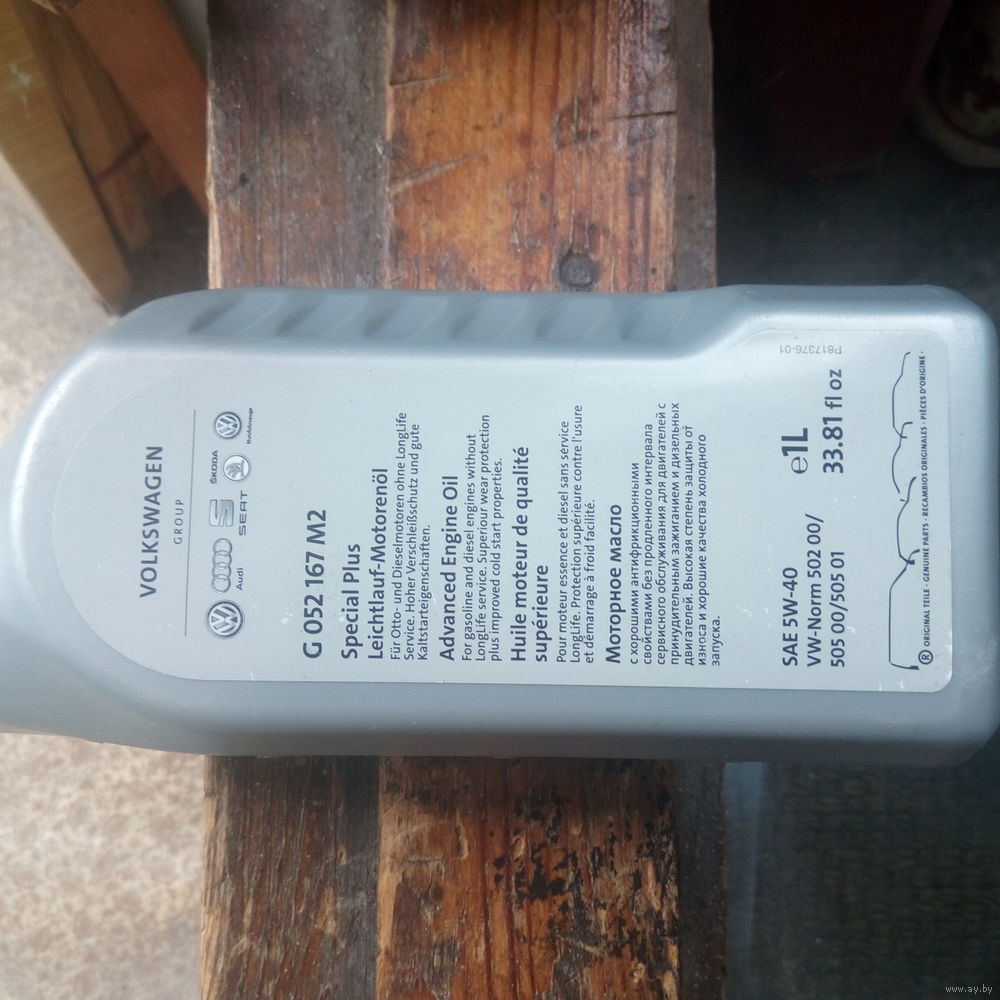 VOLKSWAGEN
GROUP
Audi
SEAT
ŠKODA
Nutzfahrzeuge
G 052 167 M2
Special Plus
Leichtlauf-Motorenöl
Für Otto- und Dieselmotoren ohne LongLife
Service. Hoher Verschleißschutz und gute
Kaltstarteigenschaften.
Advanced Engine Oil
For gasoline and diesel engines without
LongLife service. Superiour wear protection
plus improved cold start properties.
Huile moteur de qualité
supérieure
Pour moteur essence et diesel sans service
LongLife. Protection supérieure contre l'usure
et démarrage à froid facilité.
Моторное масло
с хорошими антифрикционными
свойствами без продленного интервала
сервисного обслуживания для двигателей с
принудительным зажиганием и дизельных
двигателей. Высокая степень защиты от
износа и хорошие качества холодного
запуска.
SAE 5W-40
VW-Norm 502 00/
505 00/505 01
e1L
33.81 fl oz
P817376-01
® ORIGINAL TEILE · GENUINE PARTS · RECAMBIOS ORIGINALES · PIÈCES D'ORIGINE ·
www.ay.by